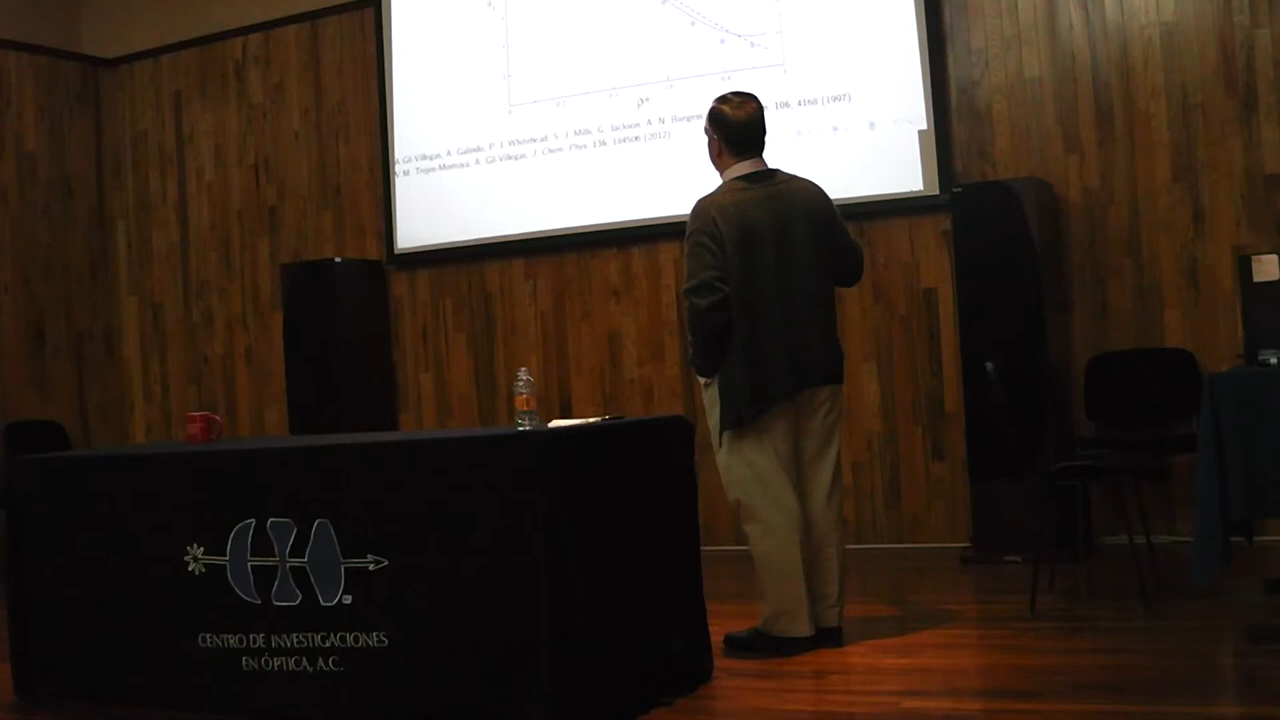 ρ*
A. Gil-Villegas, A. Galindo, P. J. Whitehead, S. J. Mills, G. Jackson, A. N. Burgess 106, 4168 (1997)
V.M. Trejos-Montoya, A. Gil-Villegas, J. Chem. Phys. 136, 184506 (2012)
CENTRO DE INVESTIGACIONES
EN ÓPTICA, A.C.